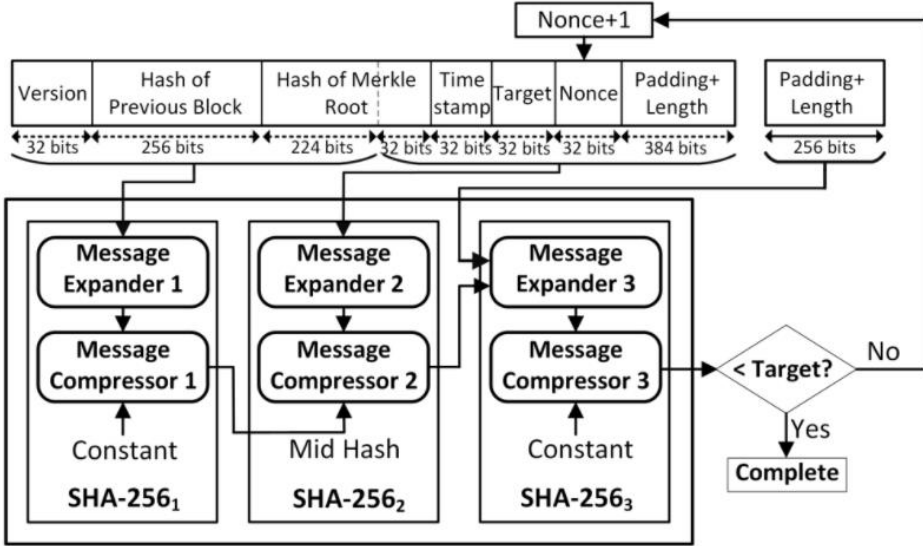 Nonce+1
Version
Hash of
Previous Block
Hash of Merkle
Root
Time
stamp
Target
Nonce
Padding+
Length
Padding+
Length
32 bits
256 bits
224 bits
32 bits
32 bits
32 bits
32 bits
384 bits
256 bits
Message
Expander 1
Message
Expander 2
Message
Expander 3
Message
Compressor 1
Message
Compressor 2
Message
Compressor 3
< Target?
No
Yes
Complete
Constant
Mid Hash
Constant
SHA-256₁
SHA-256₂
SHA-256₃